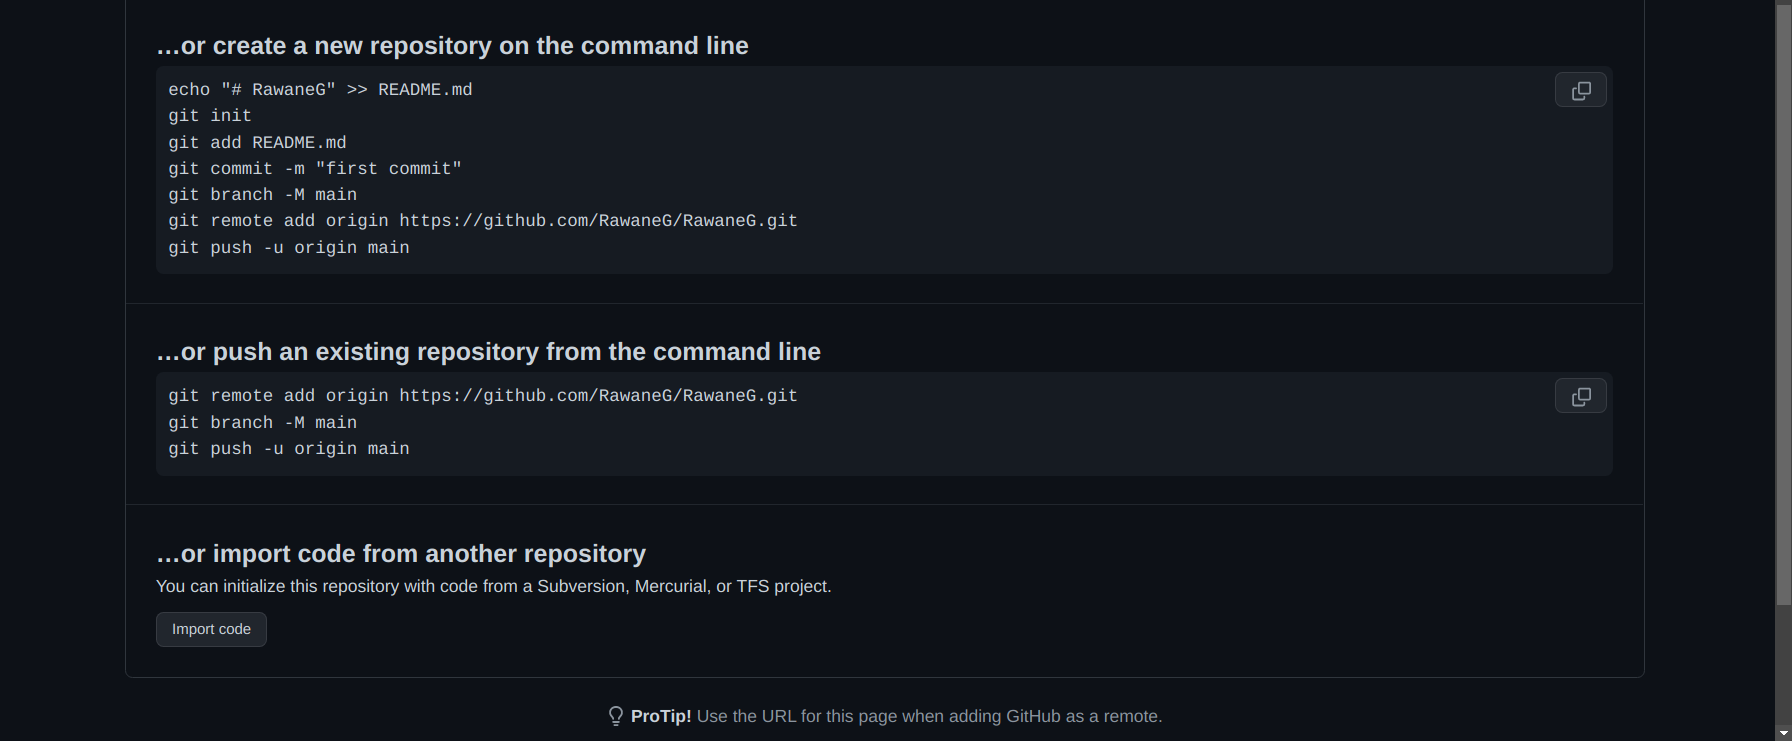 …or create a new repository on the command line
echo "# RawaneG" >> README.md
git init
git add README.md
git commit -m "first commit"
git branch -M main
git remote add origin https://github.com/RawaneG/RawaneG.git
git push -u origin main
…or push an existing repository from the command line
git remote add origin https://github.com/RawaneG/RawaneG.git
git branch -M main
git push -u origin main
…or import code from another repository
You can initialize this repository with code from a Subversion, Mercurial, or TFS project.
Import code
ProTip! Use the URL for this page when adding GitHub as a remote.